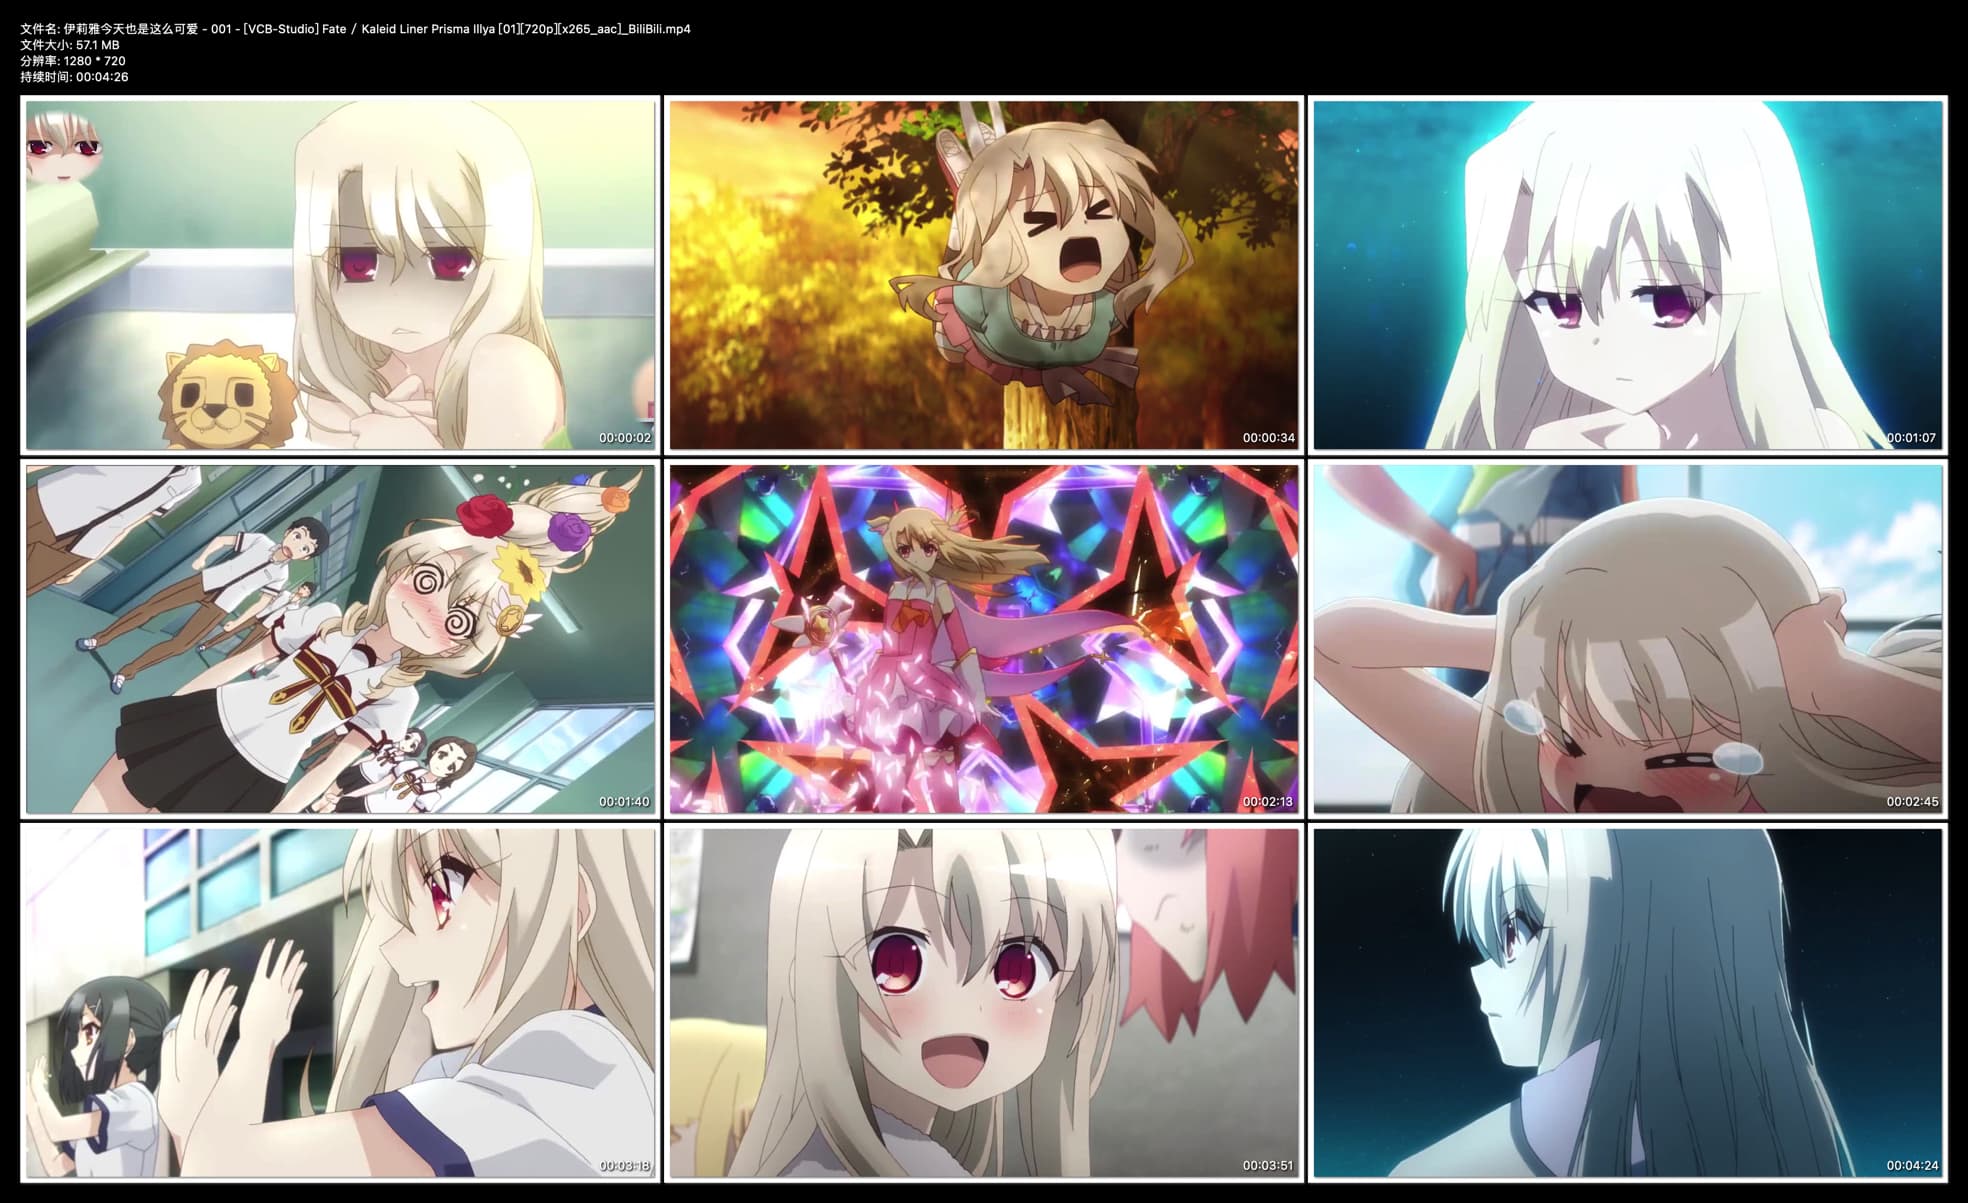 文件名: 伊莉雅今天也是这么可爱 - 001 - [VCB-Studio] Fate / Kaleid Liner Prisma Illya [01][720p][x265_aac]_BiliBili.mp4
文件大小: 57.1 MB
分辨率: 1280 * 720
持续时间: 00:04:26
00:00:02
00:00:34
00:01:07
00:01:40
00:02:13
00:02:45
00:03:18
00:03:51
00:04:24